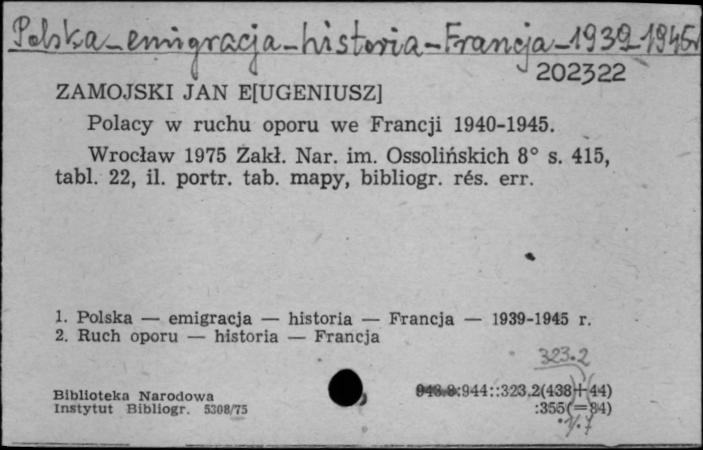 Polska-emigracja-historia-Francja-1939-1945r
202322
ZAMOJSKI JAN E[UGENIUSZ]
Polacy w ruchu oporu we Francji 1940-1945.
Wrocław 1975 Zakł. Nar. im. Ossolińskich 8° s. 415,
tabl. 22, il. portr. tab. mapy, bibliogr. rés. err.
1. Polska — emigracja — historia — Francja — 1939-1945 r.
2. Ruch oporu — historia — Francja
323.2
Biblioteka Narodowa
943.8:944::323.2(438)+(44)
Instytut Bibliogr. 5308/75
:355(=84)